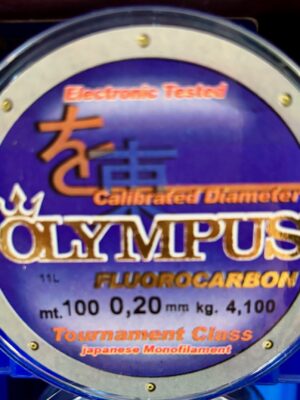 Electronic Tested
を東
Calibrated Diameter
OLYMPUS
11L
FLUOROCARBON
mt. 100 0,20 mm kg. 4,100
Tournament Class
japanese Monofilament